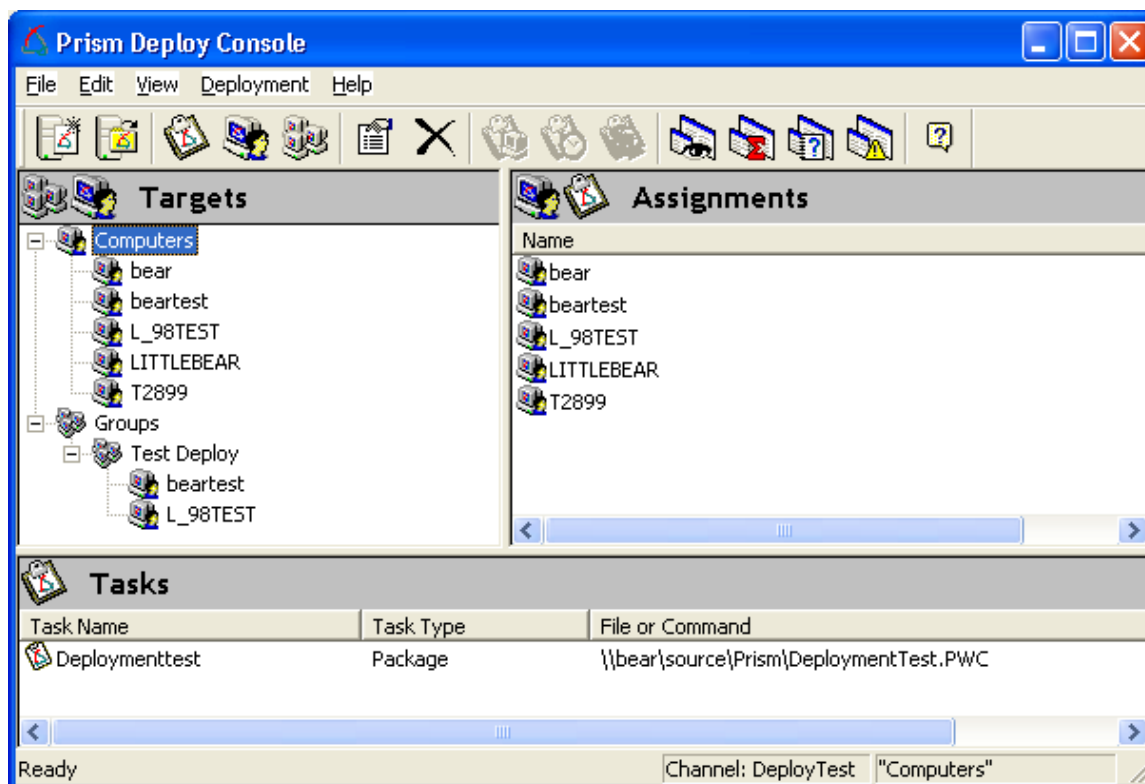 Prism Deploy Console
File Edit View Deployment Help
Targets
Computers
bear
beartest
L_98TEST
LITTLEBEAR
T2899
Groups
Test Deploy
beartest
L_98TEST
Assignments
Name
bear
beartest
L_98TEST
LITTLEBEAR
T2899
Tasks
Task Name Task Type File or Command
Deploymenttest Package \\bear\source\Prism\DeploymentTest.PWC
Ready Channel: DeployTest "Computers"